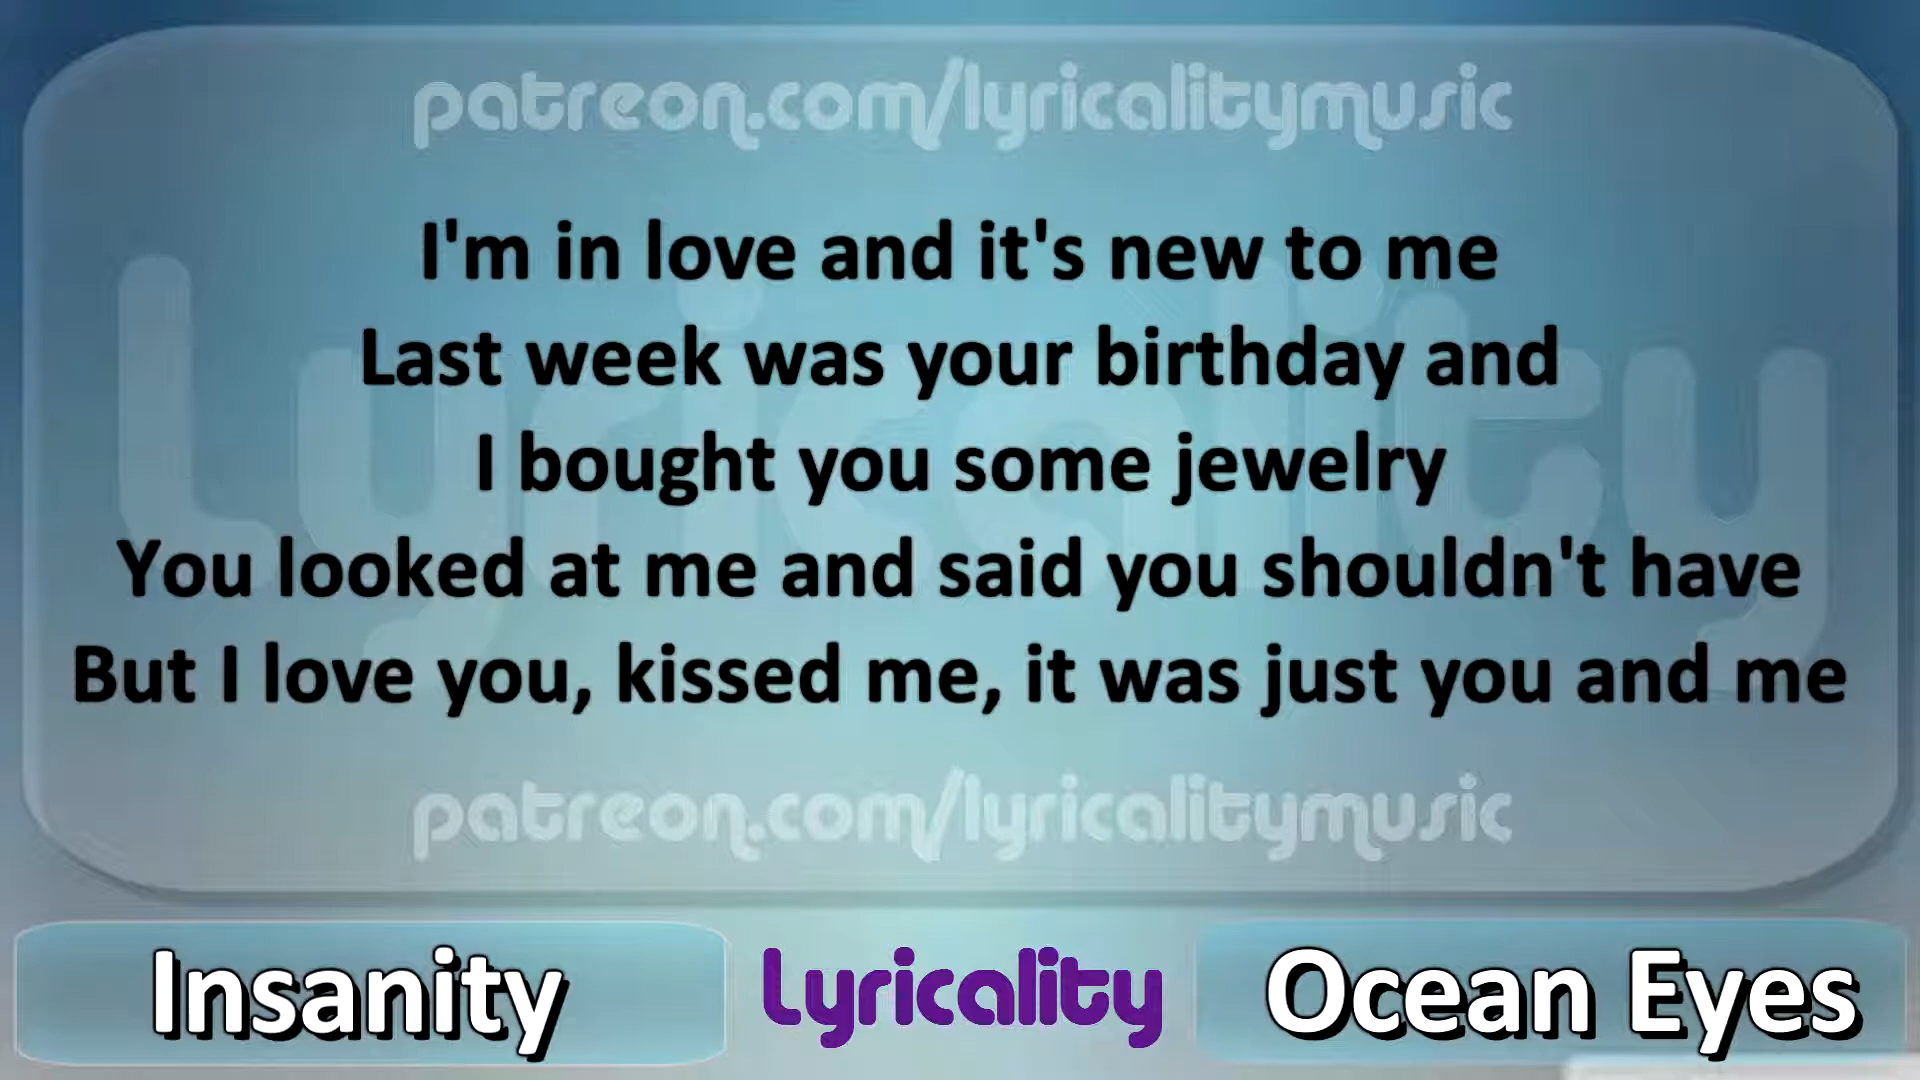 patreon.com/lyricalitymusic
I'm in love and it's new to me
Last week was your birthday and
I bought you some jewelry
You looked at me and said you shouldn't have
But I love you, kissed me, it was just you and me
Lyricality
patreon.com/lyricalitymusic
Insanity
Lyricality
Ocean Eyes